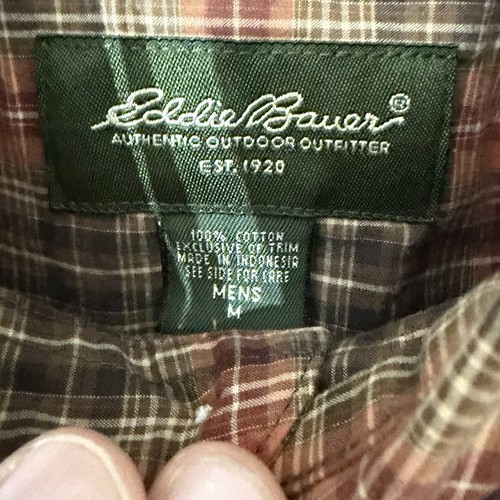 Eddie Bauer®
AUTHENTIC OUTDOOR OUTFITTER
EST. 1920
100% COTTON
EXCLUSIVE OF TRIM
MADE IN INDONESIA
SEE SIDE FOR CARE
MENS
M